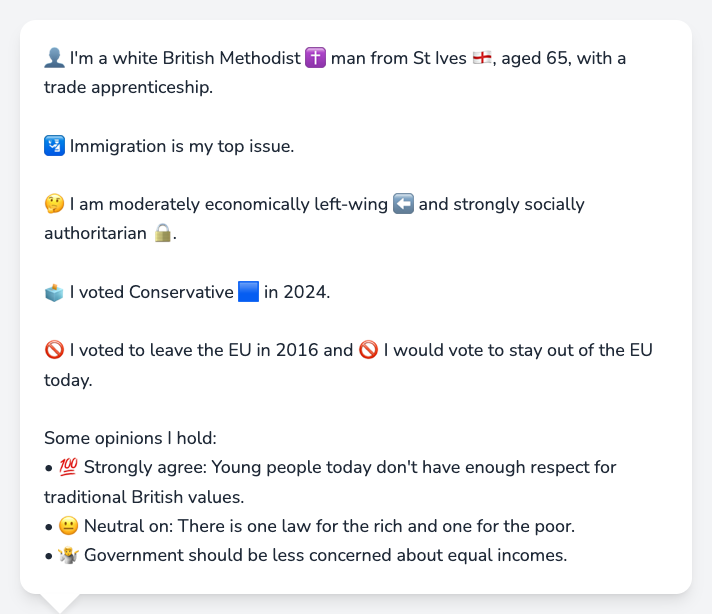 👤 I'm a white British Methodist ✝️ man from St Ives 🏴󠁧󠁢󠁥󠁮󠁧󠁿, aged 65, with a
trade apprenticeship.
🛂 Immigration is my top issue.
🤔 I am moderately economically left-wing ⬅️ and strongly socially
authoritarian 🔒.
🗳️ I voted Conservative 🟦 in 2024.
🚫 I voted to leave the EU in 2016 and 🚫 I would vote to stay out of the EU
today.
Some opinions I hold:
• 💯 Strongly agree: Young people today don't have enough respect for
traditional British values.
• 😐 Neutral on: There is one law for the rich and one for the poor.
• 🤷 Government should be less concerned about equal incomes.